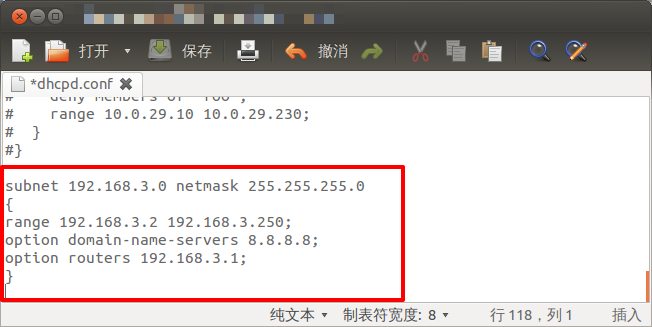 打开 保存 撤消
*dhcpd.conf
#    deny members of "foo";
#    range 10.0.29.10 10.0.29.230;
#  }
#}
subnet 192.168.3.0 netmask 255.255.255.0
{
range 192.168.3.2 192.168.3.250;
option domain-name-servers 8.8.8.8;
option routers 192.168.3.1;
}
纯文本 制表符宽度: 8 行 118，列 1 插入